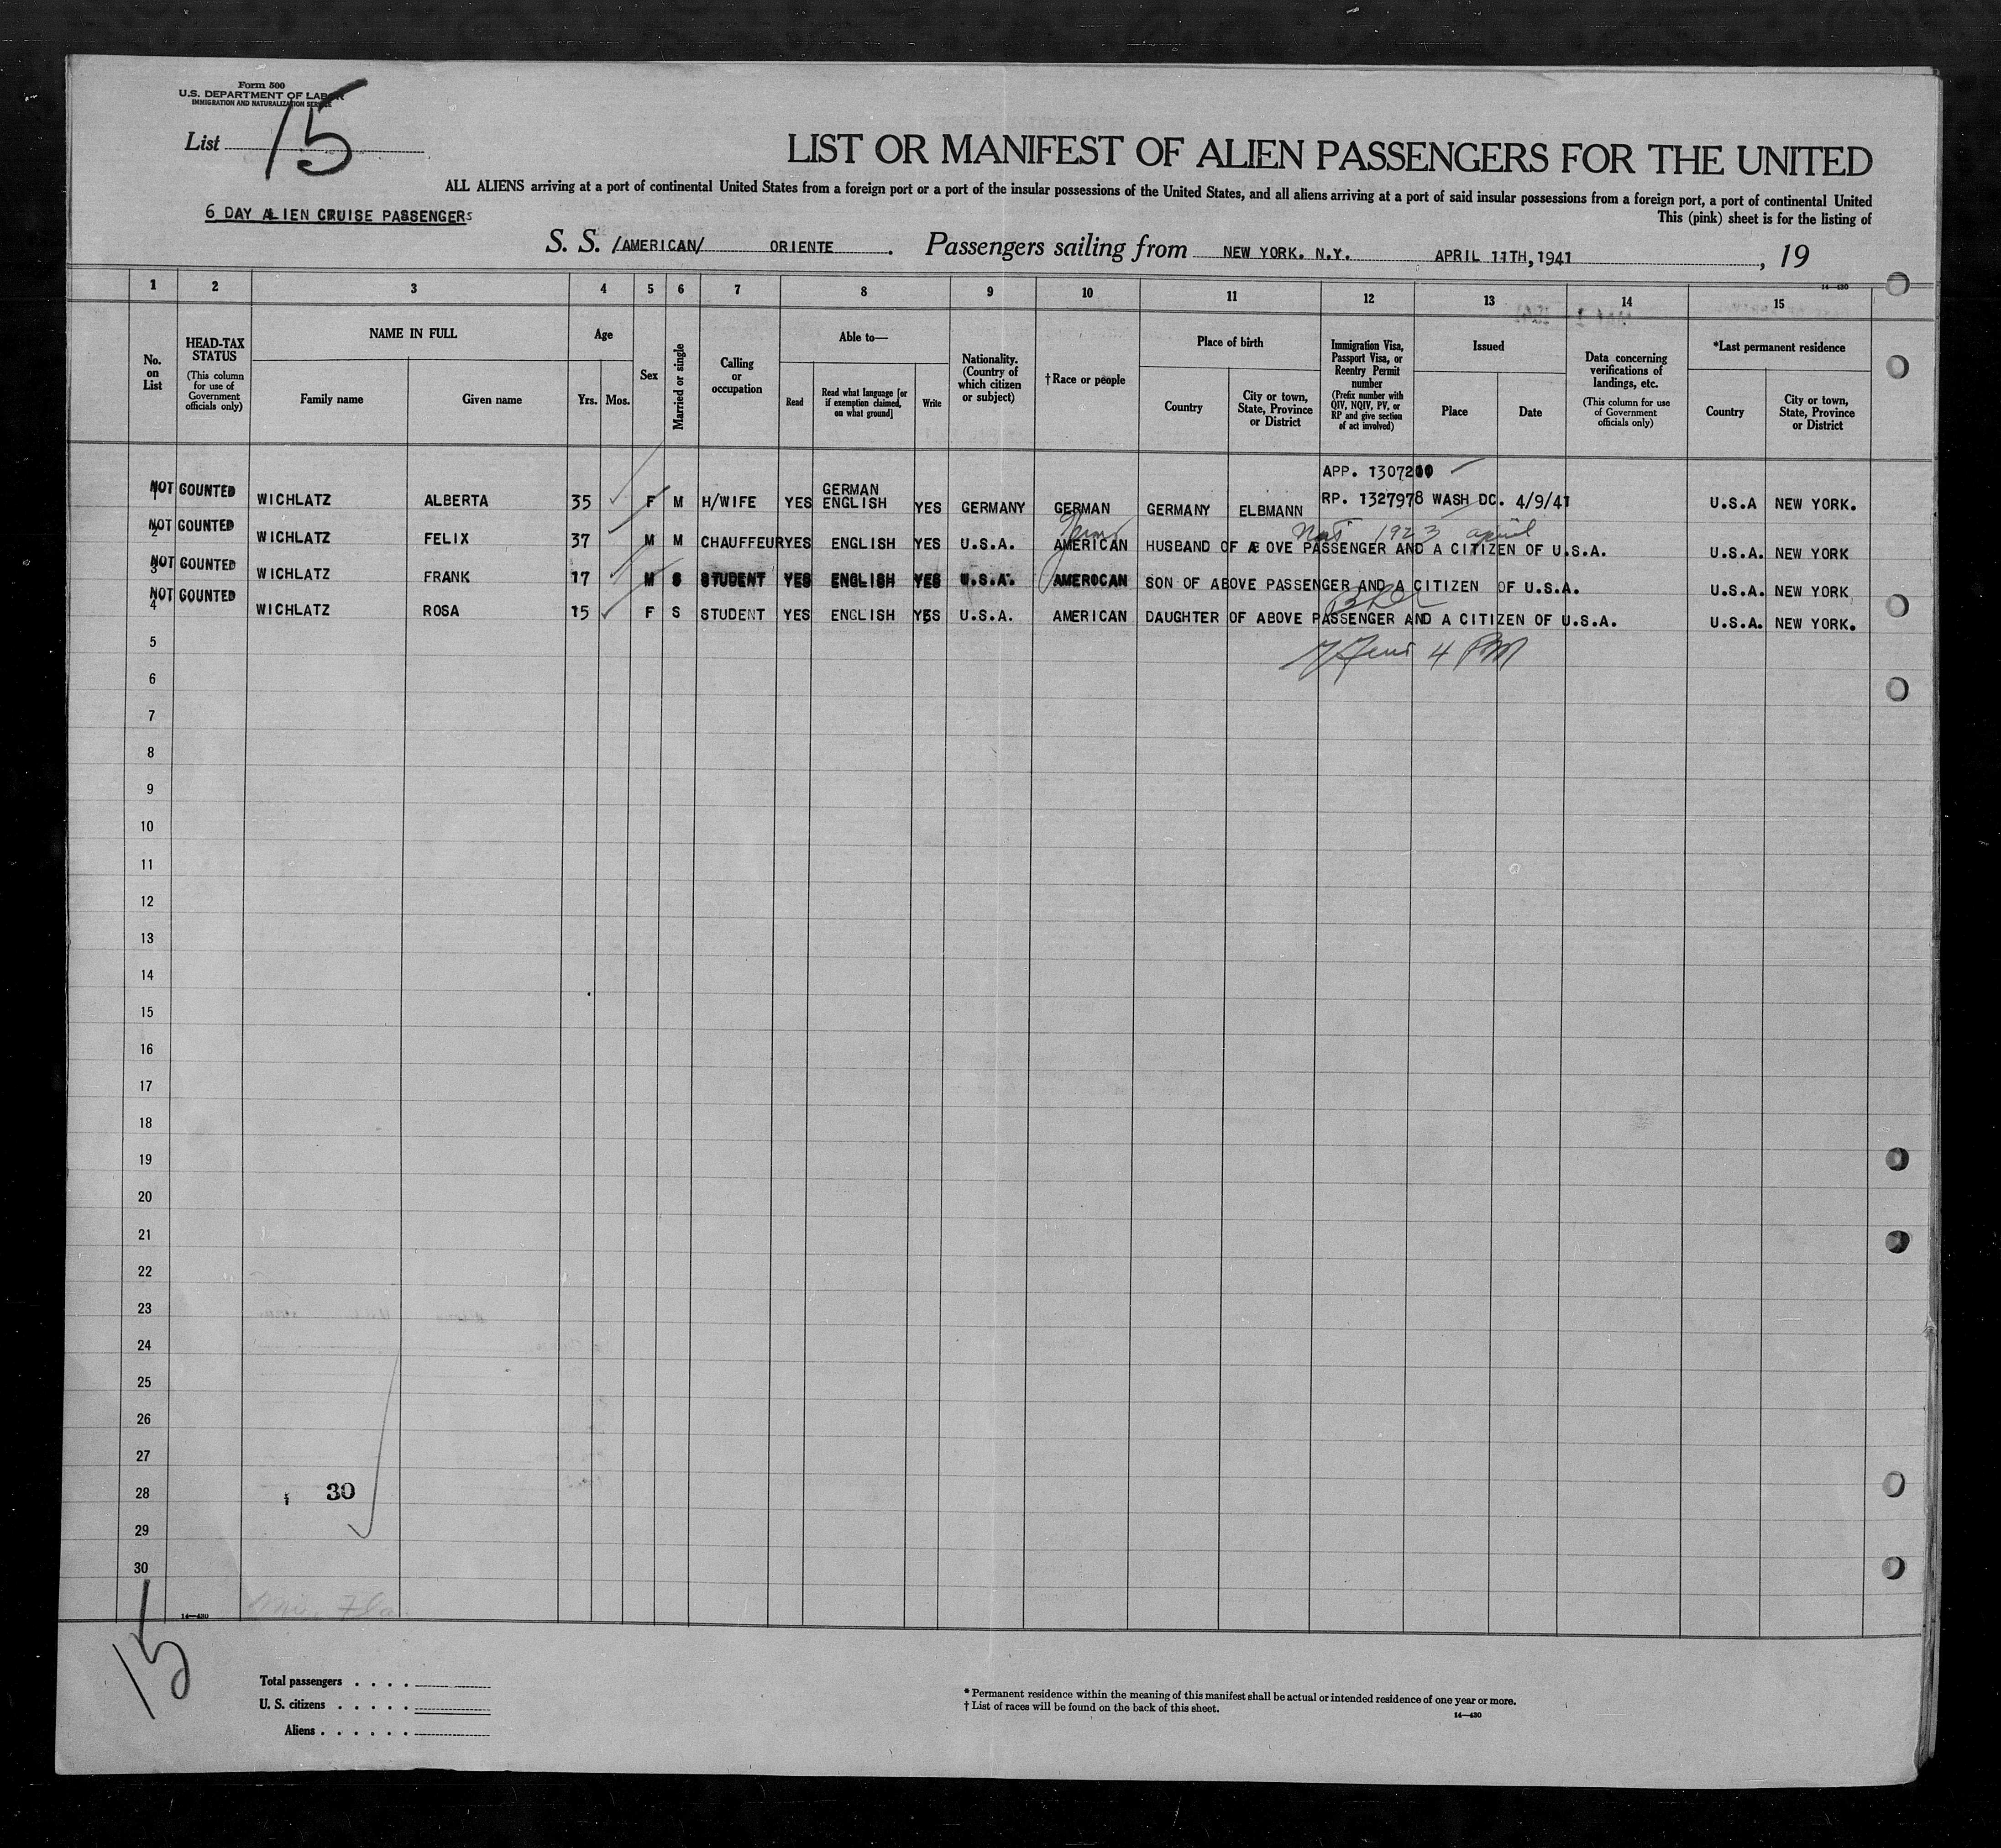 Form 500
U.S. DEPARTMENT OF LABOR
IMMIGRATION AND NATURALIZATION SERVICE
List 15
LIST OR MANIFEST OF ALIEN PASSENGERS FOR THE UNITED
ALL ALIENS arriving at a port of continental United States from a foreign port or a port of the insular possessions of the United States, and all aliens arriving at a port of said insular possessions from a foreign port, a port of continental United
This (pink) sheet is for the listing of
6 DAY ALIEN CRUISE PASSENGERS
S. S. /AMERICAN/ ORIENTE. Passengers sailing from NEW YORK. N.Y. APRIL 11TH, 1941, 19
1 2 3 4 5 6 7 8 9 10 11 12 13 14 15
14—430
No. on List
HEAD-TAX STATUS
(This column for use of Government officials only)
NAME IN FULL
Family name
Given name
Age
Yrs. Mos.
Sex
Married or single
Calling or occupation
Able to—
Read
Read what language [or if exemption claimed, on what ground]
Write
Nationality. (Country of which citizen or subject)
†Race or people
Place of birth
Country
City or town, State, Province or District
Immigration Visa, Passport Visa, or Reentry Permit number
(Prefix number with QIV, NQIV, PV, or RP and give section of act involved)
Issued
Place
Date
Data concerning verifications of landings, etc.
(This column for use of Government officials only)
*Last permanent residence
Country
City or town, State, Province or District
APP. 1307200
1 NOT COUNTED WICHLATZ ALBERTA 35 F M H/WIFE YES GERMAN ENGLISH YES GERMANY GERMAN GERMANY ELBMANN RP. 1327978 WASH DC. 4/9/41 U.S.A NEW YORK.
Nat 1923 april
2 NOT COUNTED WICHLATZ FELIX 37 M M CHAUFFEUR YES ENGLISH YES U.S.A. AMERICAN HUSBAND OF ÆOVE PASSENGER AND A CITIZEN OF U.S.A. U.S.A. NEW YORK
3 NOT COUNTED WICHLATZ FRANK 17 M S STUDENT YES ENGLISH YES U.S.A. AMEROCAN SON OF ABOVE PASSENGER AND A CITIZEN OF U.S.A. U.S.A. NEW YORK
4 NOT COUNTED WICHLATZ ROSA 15 F S STUDENT YES ENGLISH YES U.S.A. AMERICAN DAUGHTER OF ABOVE PASSENGER AND A CITIZEN OF U.S.A. U.S.A. NEW YORK.
5 4 PM
6
7
8
9
10
11
12
13
14
15
16
17
18
19
20
21
22
23
24
25
26
27
28 30
29
30
14—430
15
Total passengers . . . .
U. S. citizens . . . . .
Aliens . . . . . .
* Permanent residence within the meaning of this manifest shall be actual or intended residence of one year or more.
† List of races will be found on the back of this sheet.
14—430